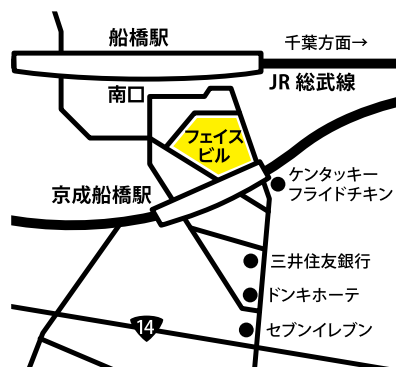 船橋駅
千葉方面→
JR 総武線
南口
フェイス
ビル
ケンタッキー
フライドチキン
京成船橋駅
三井住友銀行
ドンキホーテ
14
セブンイレブン